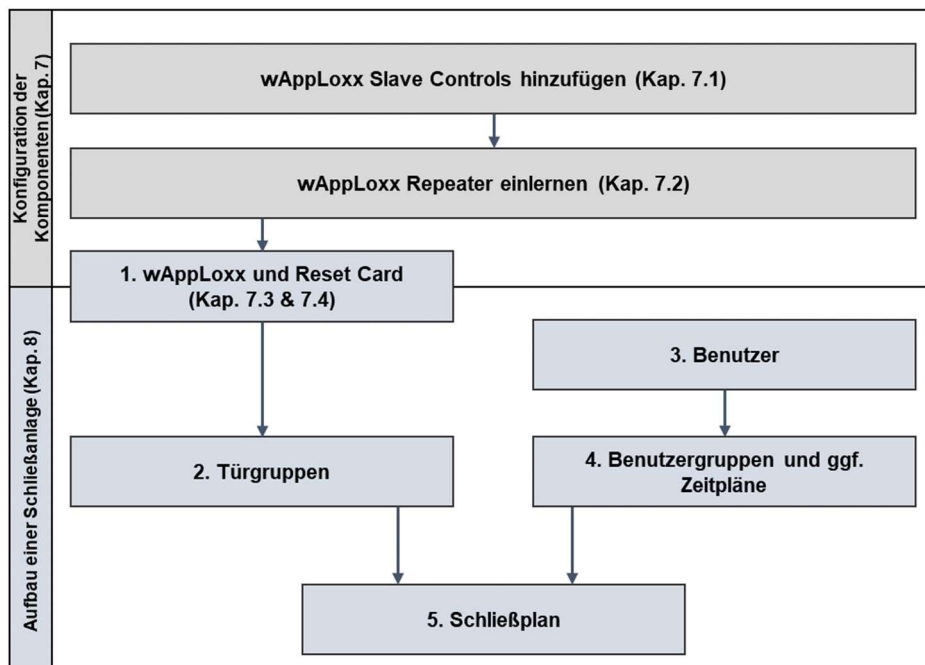 Konfiguration der
Komponenten (Kap. 7)
wAppLoxx Slave Controls hinzufügen (Kap. 7.1)
wAppLoxx Repeater einlernen (Kap. 7.2)
1. wAppLoxx und Reset Card
(Kap. 7.3 & 7.4)
Aufbau einer Schließanlage (Kap. 8)
3. Benutzer
2. Türgruppen
4. Benutzergruppen und ggf.
Zeitpläne
5. Schließplan